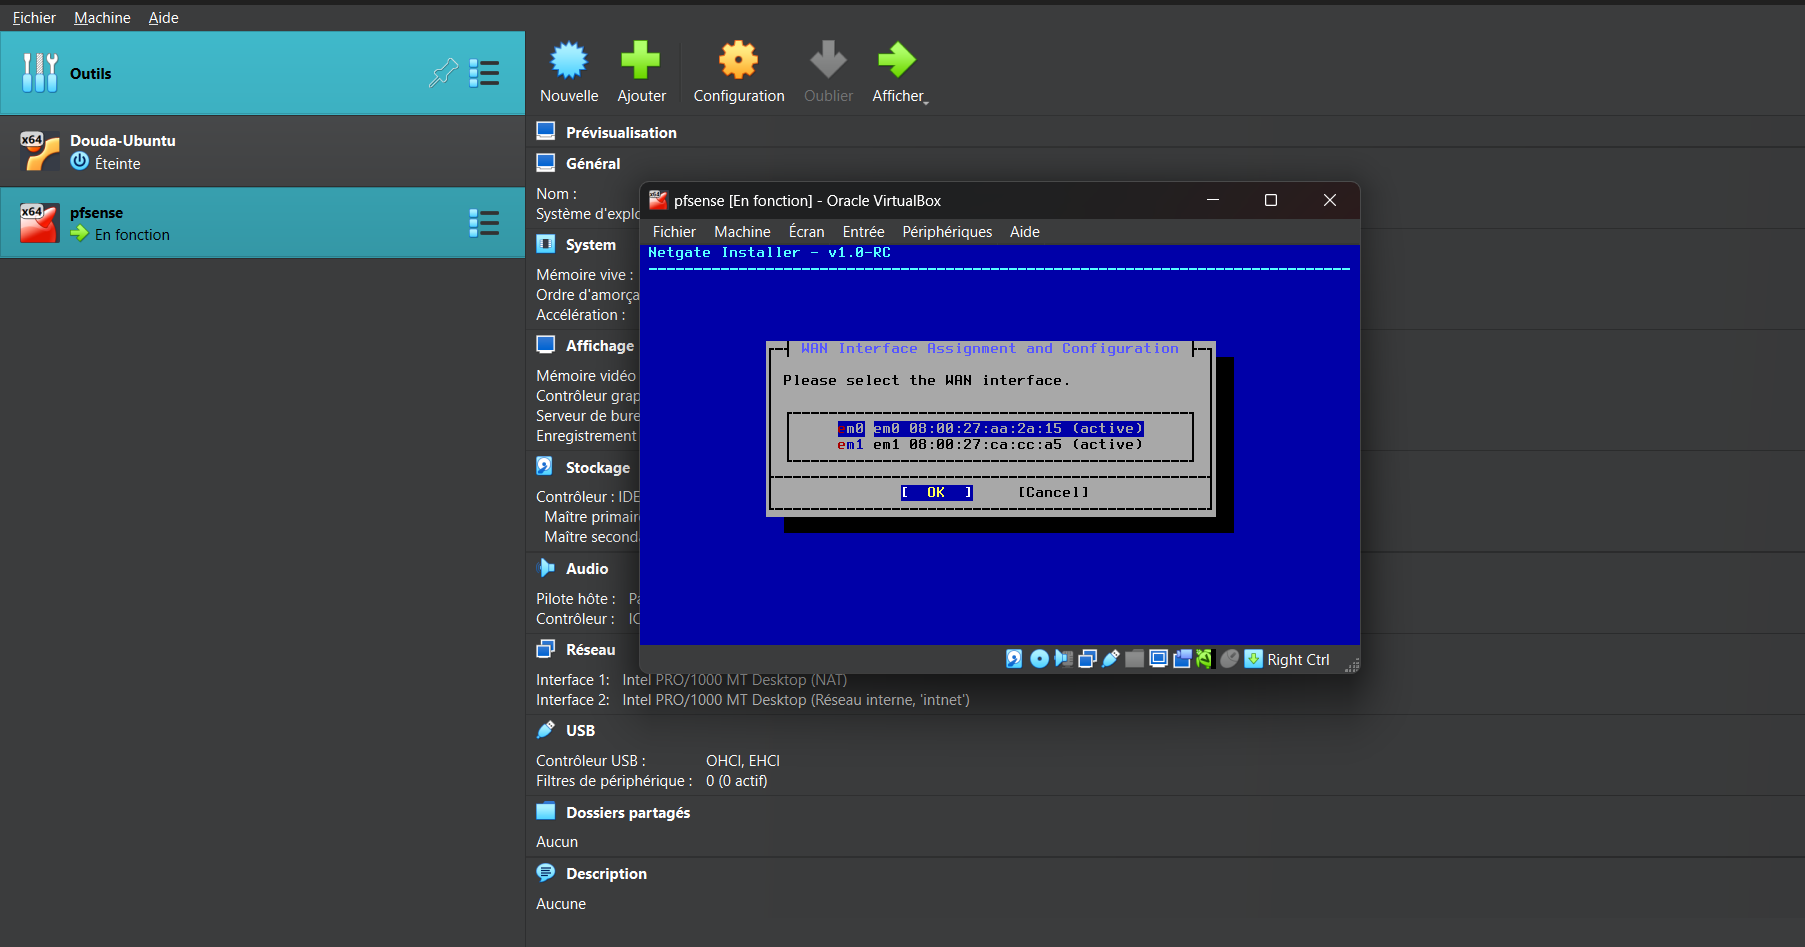 Fichier Machine Aide
Outils
Nouvelle Ajouter Configuration Oublier Afficher
x64 Douda-Ubuntu
Éteinte
x64 pfsense
En fonction
Prévisualisation
Général
Nom :
Système d'explo
System
Mémoire vive :
Ordre d'amorça
Accélération :
Affichage
Mémoire vidéo
Contrôleur grap
Serveur de bure
Enregistrement
Stockage
Contrôleur : IDE
Maître primair
Maître second
Audio
Pilote hôte : Pa
Contrôleur : IC
Réseau
Interface 1: Intel PRO/1000 MT Desktop (NAT)
Interface 2: Intel PRO/1000 MT Desktop (Réseau interne, 'intnet')
USB
Contrôleur USB : OHCI, EHCI
Filtres de périphérique : 0 (0 actif)
Dossiers partagés
Aucun
Description
Aucune
x64 pfsense [En fonction] - Oracle VirtualBox
Fichier Machine Écran Entrée Périphériques Aide
Netgate Installer - v1.0-RC
WAN Interface Assignment and Configuration
Please select the WAN interface.
em0 em0 08:00:27:aa:2a:15 (active)
em1 em1 08:00:27:ca:cc:a5 (active)
[ OK ] [Cancel]
Right Ctrl